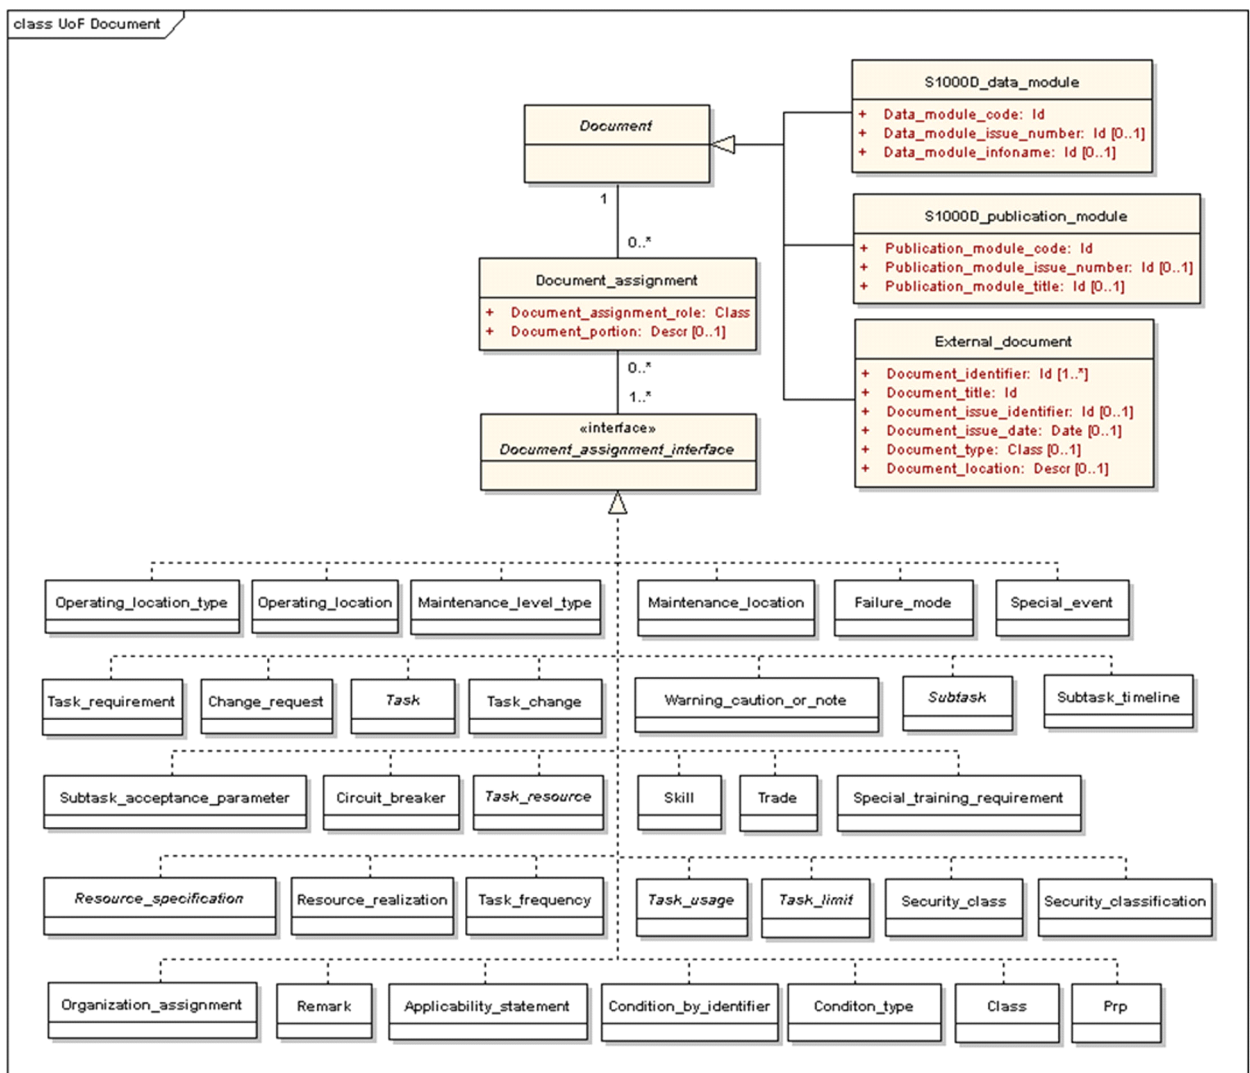 class UoF Document
S1000D_data_module
+ Data_module_code: Id
+ Data_module_issue_number: Id [0..1]
+ Data_module_infoname: Id [0..1]
Document
1
0..*
S1000D_publication_module
+ Publication_module_code: Id
+ Publication_module_issue_number: Id [0..1]
+ Publication_module_title: Id [0..1]
Document_assignment
+ Document_assignment_role: Class
+ Document_portion: Descr [0..1]
0..*
1..*
External_document
+ Document_identifier: Id [1..*]
+ Document_title: Id
+ Document_issue_identifier: Id [0..1]
+ Document_issue_date: Date [0..1]
+ Document_type: Class [0..1]
+ Document_location: Descr [0..1]
«interface»
Document_assignment_interface
Operating_location_type
Operating_location
Maintenance_level_type
Maintenance_location
Failure_mode
Special_event
Task_requirement
Change_request
Task
Task_change
Warning_caution_or_note
Subtask
Subtask_timeline
Subtask_acceptance_parameter
Circuit_breaker
Task_resource
Skill
Trade
Special_training_requirement
Resource_specification
Resource_realization
Task_frequency
Task_usage
Task_limit
Security_class
Security_classification
Organization_assignment
Remark
Applicability_statement
Condition_by_identifier
Conditon_type
Class
Prp